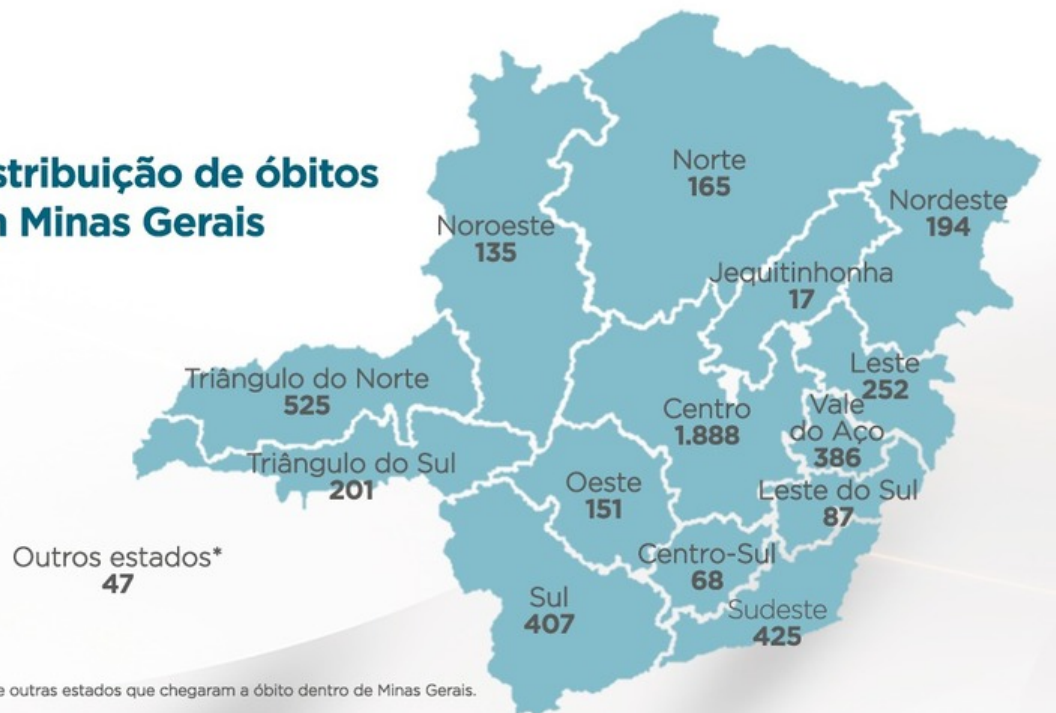 stribuição de óbitos
Minas Gerais
Norte
165
Nordeste
194
Noroeste
135
Jequitinhonha
17
Triângulo do Norte
525
Leste
252
Centro
1.888
Vale
do Aço
386
Triângulo do Sul
201
Oeste
151
Leste do Sul
87
Outros estados*
47
Centro-Sul
68
Sul
407
Sudeste
425
e outras estados que chegaram a óbito dentro de Minas Gerais.